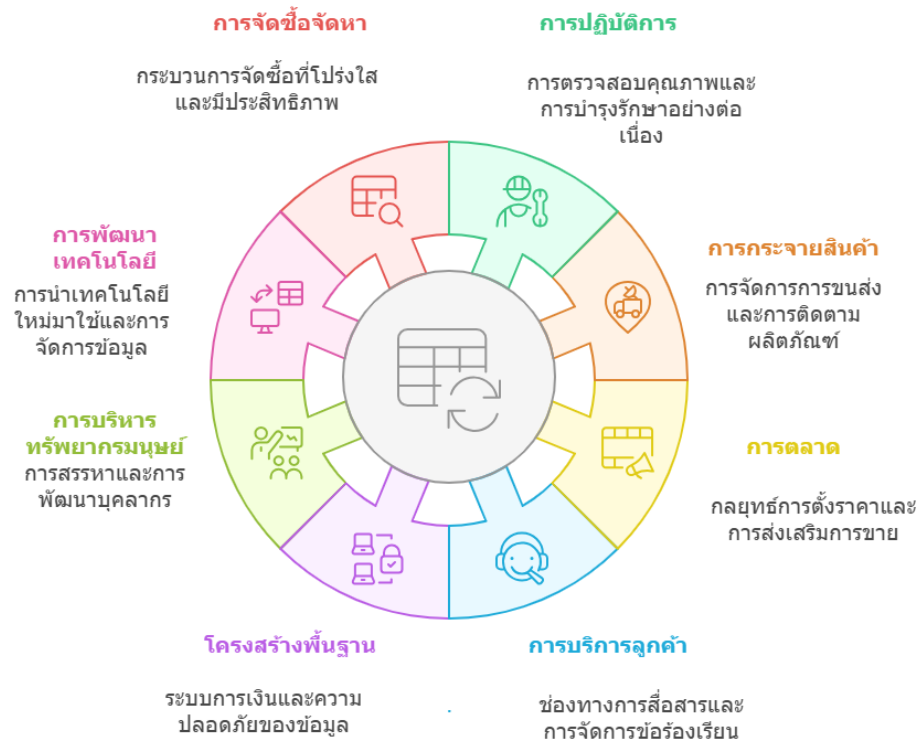 การจัดซื้อจัดหา
กระบวนการจัดซื้อที่โปร่งใส
และมีประสิทธิภาพ
การปฏิบัติการ
การตรวจสอบคุณภาพและ
การบำรุงรักษาอย่างต่อ
เนื่อง
การพัฒนา
เทคโนโลยี
การนำเทคโนโลยี
ใหม่มาใช้และการ
จัดการข้อมูล
การกระจายสินค้า
การจัดการการขนส่ง
และการติดตาม
ผลิตภัณฑ์
การบริหาร
ทรัพยากรมนุษย์
การสรรหาและการ
พัฒนาบุคลากร
การตลาด
กลยุทธ์การตั้งราคาและ
การส่งเสริมการขาย
โครงสร้างพื้นฐาน
ระบบการเงินและความ
ปลอดภัยของข้อมูล
การบริการลูกค้า
ช่องทางการสื่อสารและ
การจัดการข้อร้องเรียน